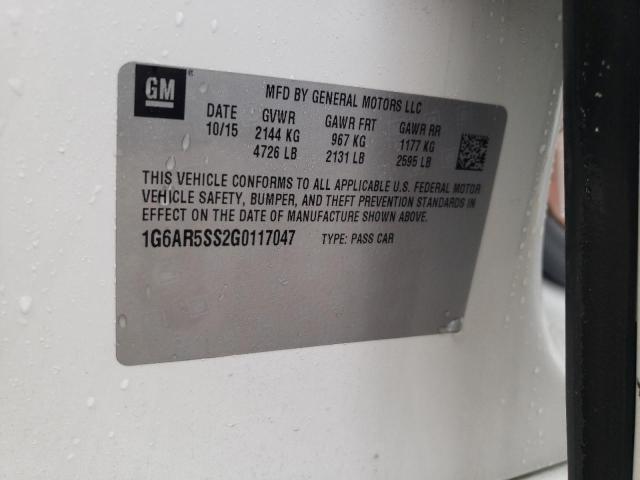 GM
MFD BY GENERAL MOTORS LLC
DATE GVWR GAWR FRT GAWR RR
10/15 2144 KG 967 KG 1177 KG
4726 LB 2131 LB 2595 LB
THIS VEHICLE CONFORMS TO ALL APPLICABLE U.S. FEDERAL MOTOR
VEHICLE SAFETY, BUMPER, AND THEFT PREVENTION STANDARDS IN
EFFECT ON THE DATE OF MANUFACTURE SHOWN ABOVE.
1G6AR5SS2G0117047 TYPE: PASS CAR